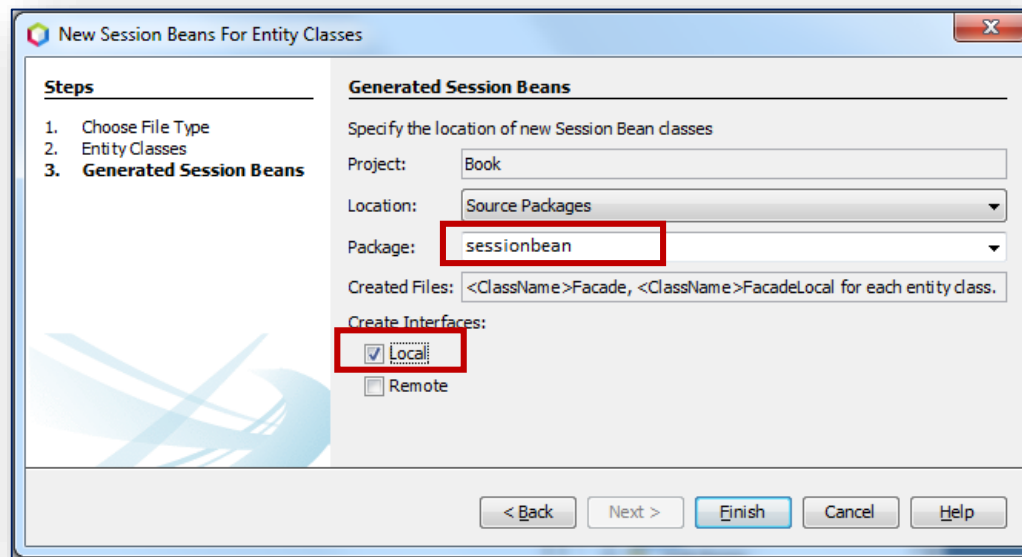 New Session Beans For Entity Classes
Steps
1. Choose File Type
2. Entity Classes
3. Generated Session Beans
Generated Session Beans
Specify the location of new Session Bean classes
Project: Book
Location: Source Packages
Package: sessionbean
Created Files: <ClassName>Facade, <ClassName>FacadeLocal for each entity class.
Create Interfaces:
Local
Remote
< Back Next > Finish Cancel Help